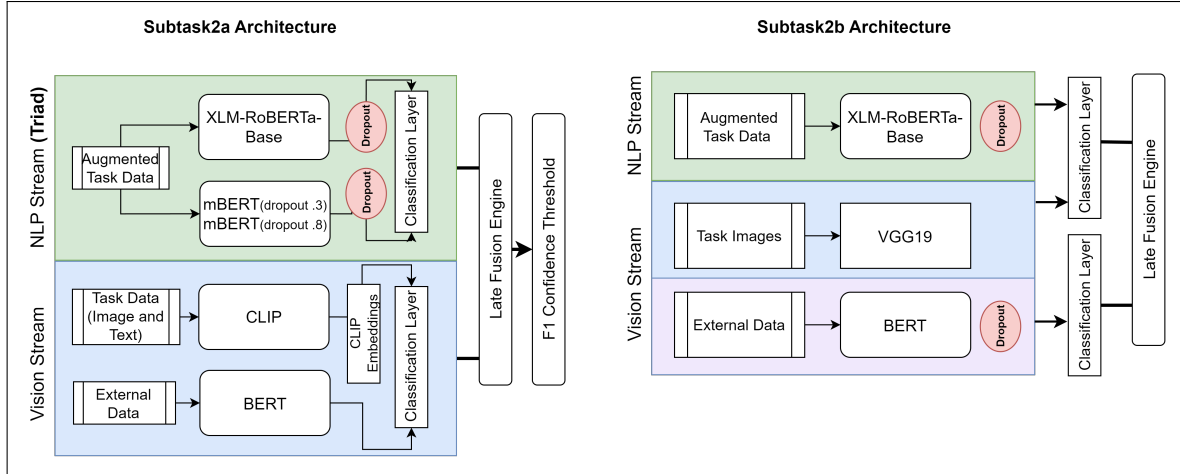 Subtask2a Architecture
NLP Stream (Triad)
Augmented
Task Data
XLM-RoBERTa-
Base
Dropout
mBERT(dropout .3)
mBERT(dropout .8)
Dropout
Classification Layer
Vision Stream
Task Data
(Image and
Text)
CLIP
CLIP
Embeddings
External
Data
BERT
Classification Layer
Late Fusion Engine
F1 Confidence Threshold
Subtask2b Architecture
NLP Stream
Augmented
Task Data
XLM-RoBERTa-
Base
Dropout
Vision Stream
Task Images
VGG19
External Data
BERT
Dropout
Classification Layer
Classification Layer
Late Fusion Engine